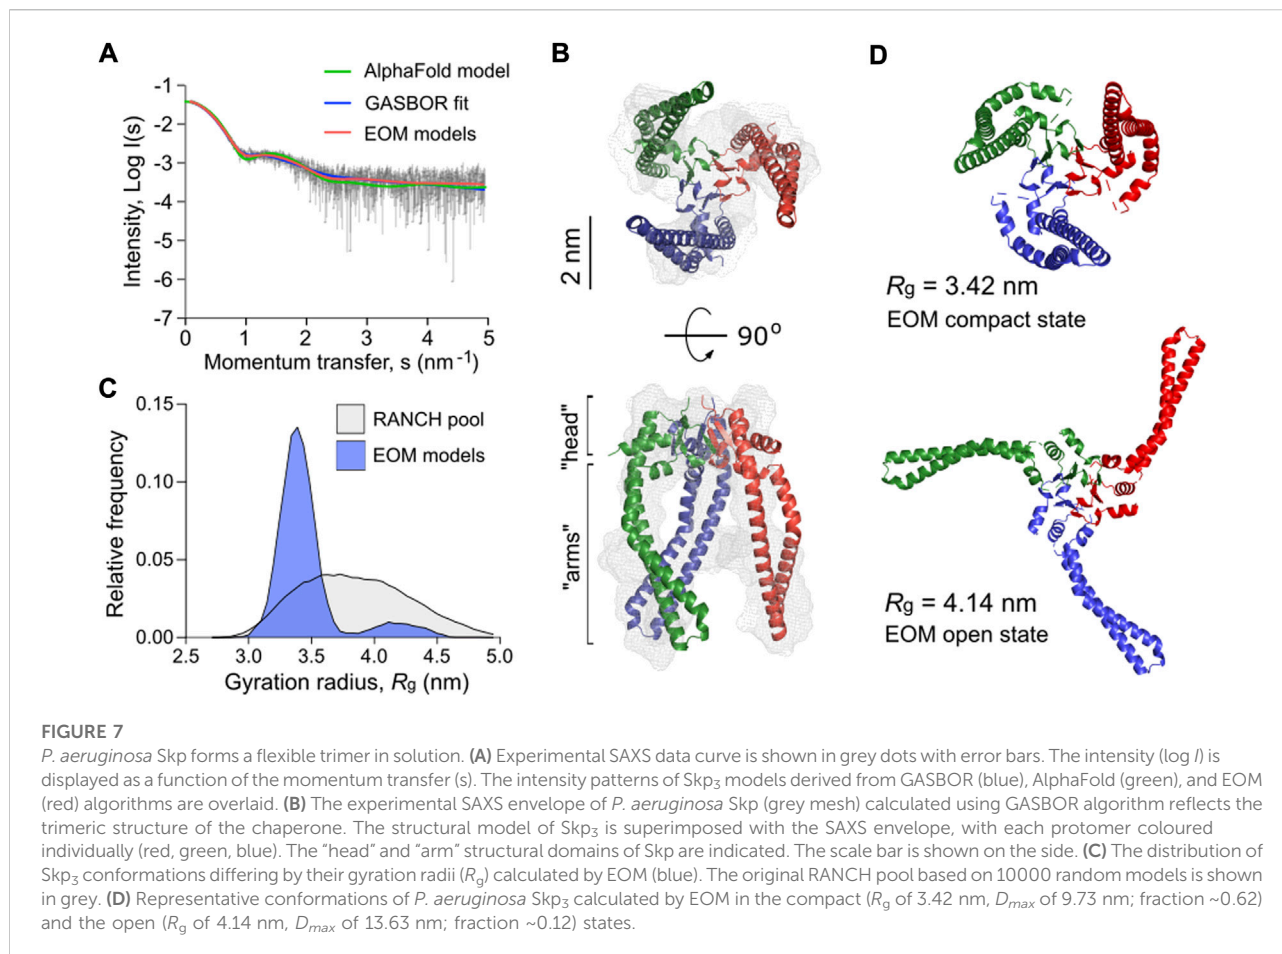 A
AlphaFold model
GASBOR fit
EOM models
-1
-2
-3
-4
-5
-6
-7
Intensity, Log I(s)
0 1 2 3 4 5
Momentum transfer, s (nm⁻¹)
B
2 nm
90°
"head"
"arms"
C
RANCH pool
EOM models
0.15
0.10
0.05
0.00
Relative frequency
2.5 3.0 3.5 4.0 4.5 5.0
Gyration radius, Rg (nm)
D
Rg = 3.42 nm
EOM compact state
Rg = 4.14 nm
EOM open state
FIGURE 7
P. aeruginosa Skp forms a flexible trimer in solution. (A) Experimental SAXS data curve is shown in grey dots with error bars. The intensity (log I) is
displayed as a function of the momentum transfer (s). The intensity patterns of Skp₃ models derived from GASBOR (blue), AlphaFold (green), and EOM
(red) algorithms are overlaid. (B) The experimental SAXS envelope of P. aeruginosa Skp (grey mesh) calculated using GASBOR algorithm reflects the
trimeric structure of the chaperone. The structural model of Skp₃ is superimposed with the SAXS envelope, with each protomer coloured
individually (red, green, blue). The "head" and "arm" structural domains of Skp are indicated. The scale bar is shown on the side. (C) The distribution of
Skp₃ conformations differing by their gyration radii (Rg) calculated by EOM (blue). The original RANCH pool based on 10000 random models is shown
in grey. (D) Representative conformations of P. aeruginosa Skp₃ calculated by EOM in the compact (Rg of 3.42 nm, Dmax of 9.73 nm; fraction ~0.62)
and the open (Rg of 4.14 nm, Dmax of 13.63 nm; fraction ~0.12) states.